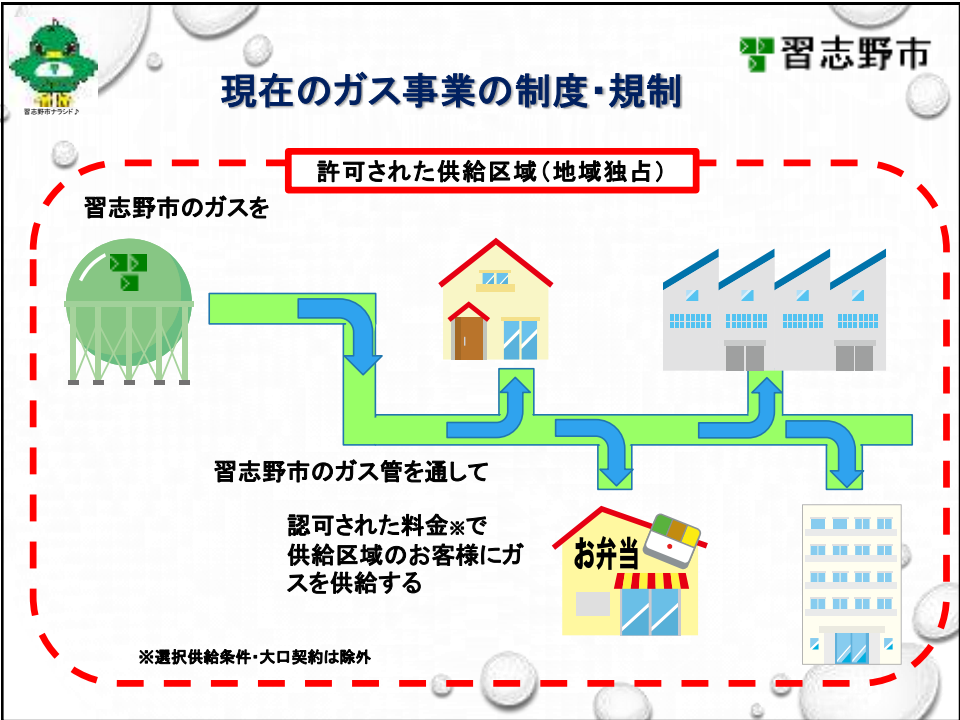 習志野市
現在のガス事業の制度・規制
習志野市ナラシド♪
許可された供給区域(地域独占)
習志野市のガスを
習志野市のガス管を通して
認可された料金※で
供給区域のお客様にガ
スを供給する
お弁当
※選択供給条件・大口契約は除外